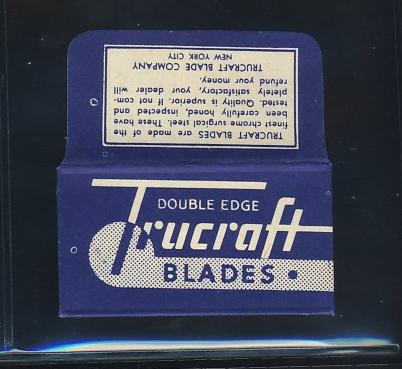 TRUCRAFT BLADES are made of the
finest chrome surgical steel. These have
been carefully honed, inspected and
tested. Quality is superior. If not com-
pletely satisfactory, your dealer will
refund your money.
TRUCRAFT BLADE COMPANY
NEW YORK CITY
DOUBLE EDGE
Trucraft
BLADES